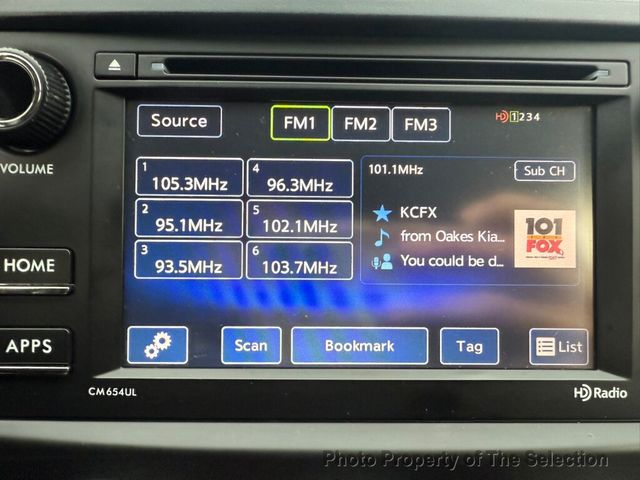 Source
FM1
FM2
FM3
HD 1234
VOLUME
1 105.3MHz
4 96.3MHz
2 95.1MHz
5 102.1MHz
3 93.5MHz
6 103.7MHz
101.1MHz
Sub CH
KCFX
from Oakes Kia...
You could be d...
101
FOX
HOME
APPS
Scan
Bookmark
Tag
List
CM654UL
HD Radio
Photo Property of The Selection